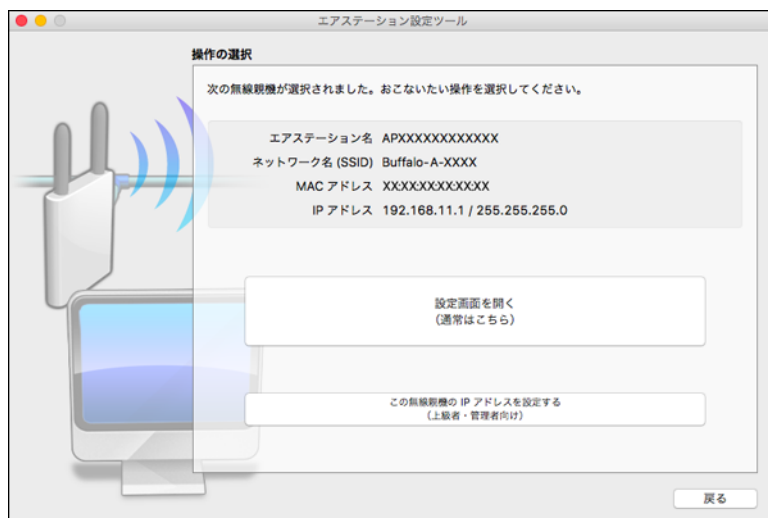 エアステーション設定ツール
操作の選択
次の無線親機が選択されました。おこないたい操作を選択してください。
エアステーション名 APXXXXXXXXXXXX
ネットワーク名 (SSID) Buffalo-A-XXXX
MAC アドレス XX:XX:XX:XX:XX:XX
IP アドレス 192.168.11.1 / 255.255.255.0
設定画面を開く
(通常はこちら)
この無線親機の IP アドレスを設定する
(上級者・管理者向け)
戻る